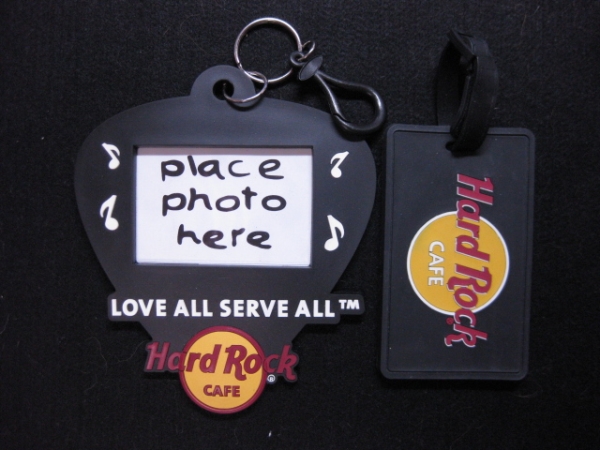 place
photo
here
LOVE ALL SERVE ALL™
Hard Rock®
CAFE
Hard Rock
CAFE